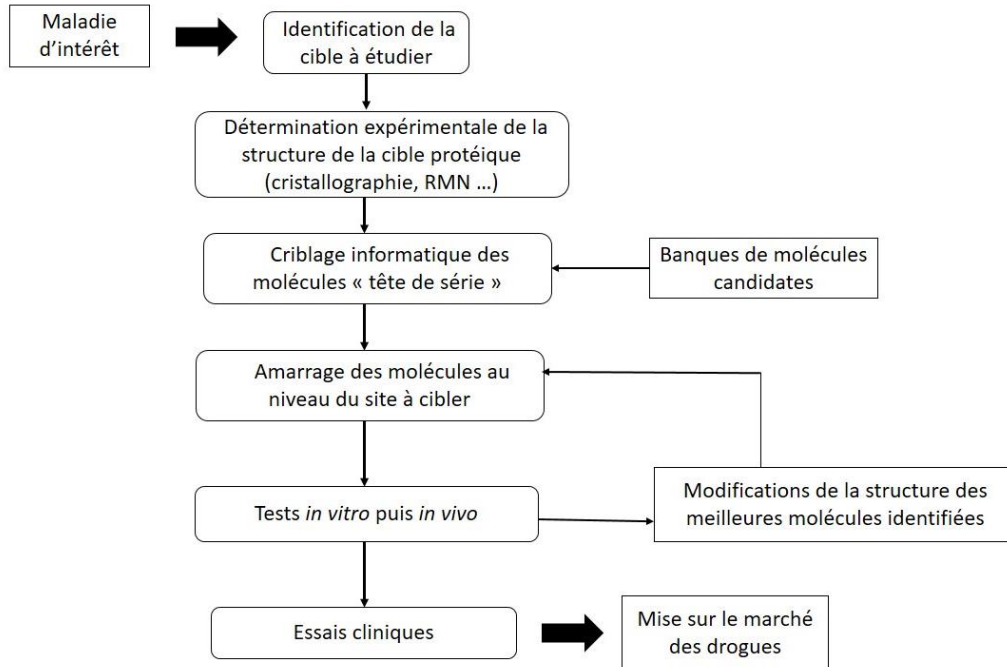 Maladie
d’intérêt
Identification de la
cible à étudier
Détermination expérimentale de la
structure de la cible protéique
(cristallographie, RMN ...)
Criblage informatique des
molécules « tête de série »
Banques de molécules
candidates
Amarrage des molécules au
niveau du site à cibler
Tests in vitro puis in vivo
Modifications de la structure des
meilleures molécules identifiées
Essais cliniques
Mise sur le marché
des drogues